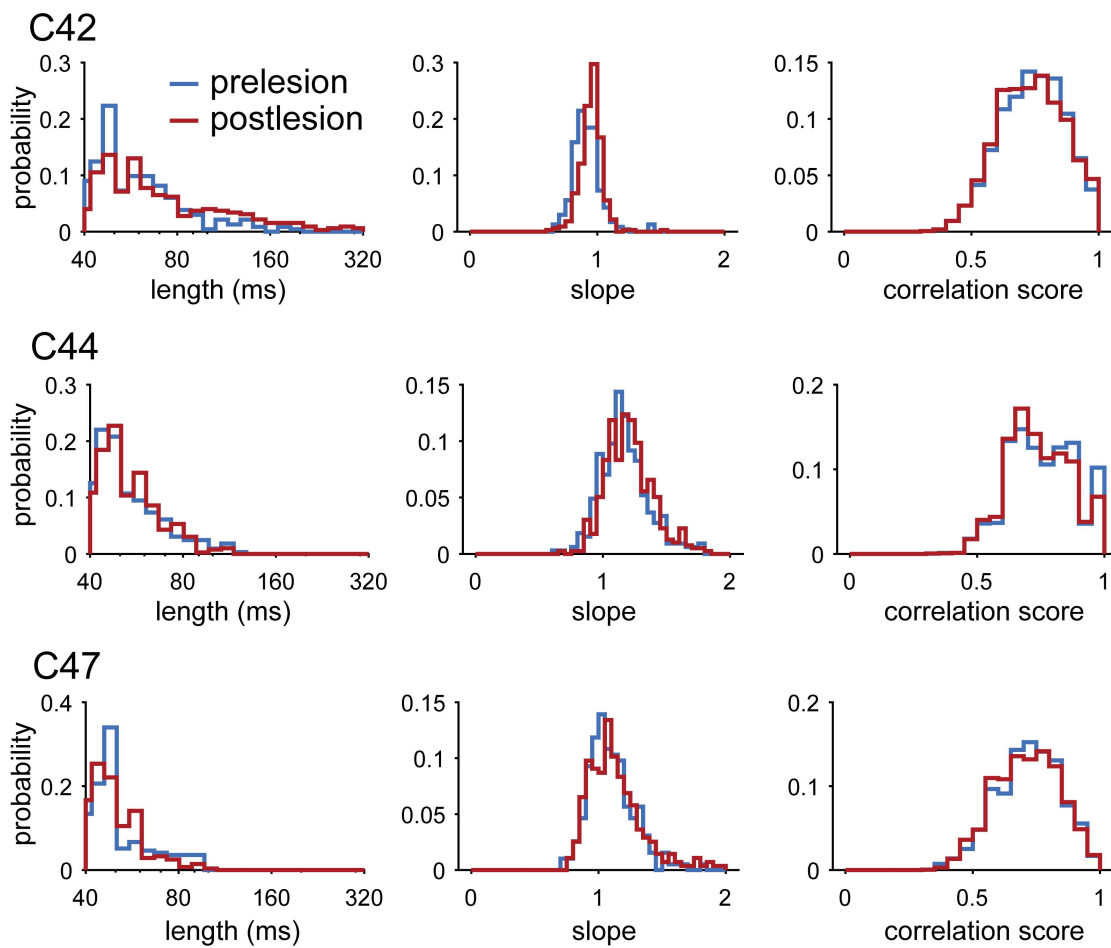 C42
prelesion
postlesion
probability
0.3
0.2
0.1
0
40 80 160 320
length (ms)
0.3
0.2
0.1
0
0 1 2
slope
0.15
0.1
0.05
0
0 0.5 1
correlation score
C44
probability
0.3
0.2
0.1
0
40 80 160 320
length (ms)
0.15
0.1
0.05
0
0 1 2
slope
0.2
0.1
0
0 0.5 1
correlation score
C47
probability
0.4
0.2
0
40 80 160 320
length (ms)
0.15
0.1
0.05
0
0 1 2
slope
0.2
0.1
0
0 0.5 1
correlation score